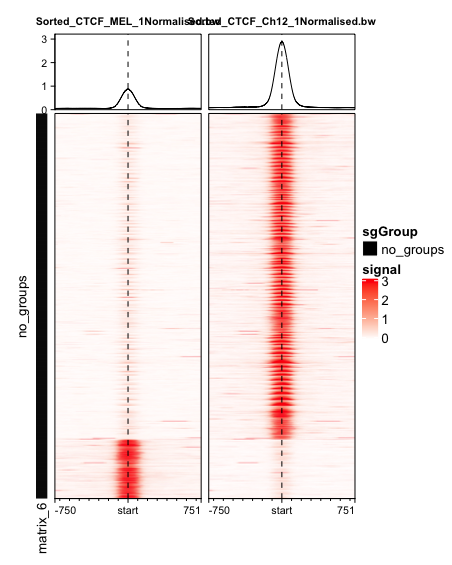 Sorted_CTCF_MEL_1Normalised.bw
Sorted_CTCF_Ch12_1Normalised.bw
3
2
1
0
no_groups
matrix_6
-750 start 751
-750 start 751
sgGroup
no_groups
signal
3
2
1
0